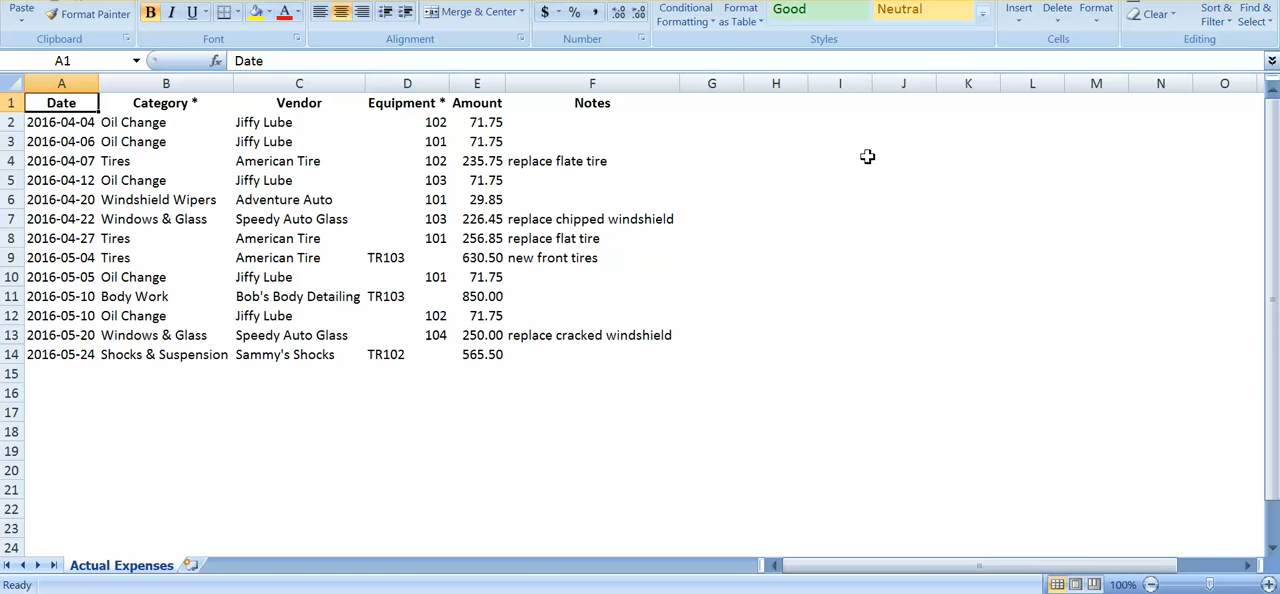 Paste Format Painter B I U A Merge & Center $ % , .0 .00 .00 .0 Conditional Formatting Format as Table Good Neutral Insert Delete Format Clear Sort & Filter Find & Select
Clipboard Font Alignment Number Styles Cells Editing
A1 fx Date
A B C D E F G H I J K L M N O
1 Date Category * Vendor Equipment * Amount Notes
2 2016-04-04 Oil Change Jiffy Lube 102 71.75
3 2016-04-06 Oil Change Jiffy Lube 101 71.75
4 2016-04-07 Tires American Tire 102 235.75 replace flate tire
5 2016-04-12 Oil Change Jiffy Lube 103 71.75
6 2016-04-20 Windshield Wipers Adventure Auto 101 29.85
7 2016-04-22 Windows & Glass Speedy Auto Glass 103 226.45 replace chipped windshield
8 2016-04-27 Tires American Tire 101 256.85 replace flat tire
9 2016-05-04 Tires American Tire TR103 630.50 new front tires
10 2016-05-05 Oil Change Jiffy Lube 101 71.75
11 2016-05-10 Body Work Bob's Body Detailing TR103 850.00
12 2016-05-10 Oil Change Jiffy Lube 102 71.75
13 2016-05-20 Windows & Glass Speedy Auto Glass 104 250.00 replace cracked windshield
14 2016-05-24 Shocks & Suspension Sammy's Shocks TR102 565.50
15
16
17
18
19
20
21
22
23
24
Actual Expenses
Ready 100%